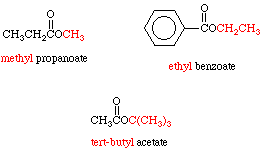 O
CH₃CH₂COCH₃
methyl propanoate
O
COCH₂CH₃
ethyl benzoate
O
CH₃COC(CH₃)₃
tert-butyl acetate